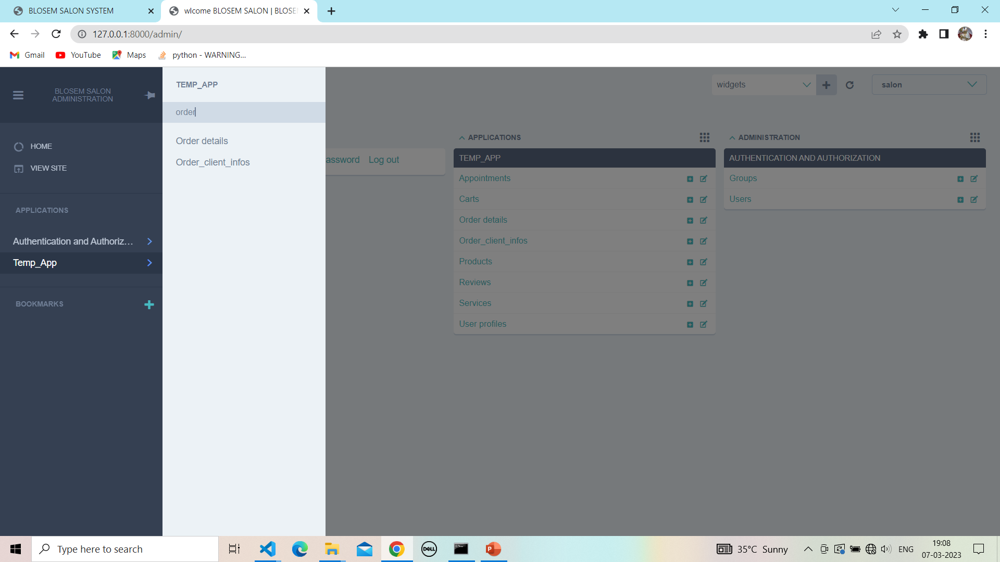 BLOSEM SALON SYSTEM
wlcome BLOSEM SALON | BLOSE
127.0.0.1:8000/admin/
Gmail
YouTube
Maps
python - WARNING...
BLOSEM SALON
ADMINISTRATION
HOME
VIEW SITE
APPLICATIONS
Authentication and Authoriz...
Temp_App
BOOKMARKS
TEMP_APP
order
Order details
Order_client_infos
assword
Log out
widgets
salon
APPLICATIONS
TEMP_APP
Appointments
Carts
Order details
Order_client_infos
Products
Reviews
Services
User profiles
ADMINISTRATION
AUTHENTICATION AND AUTHORIZATION
Groups
Users
Type here to search
DELL
35°C Sunny
ENG
19:08
07-03-2023